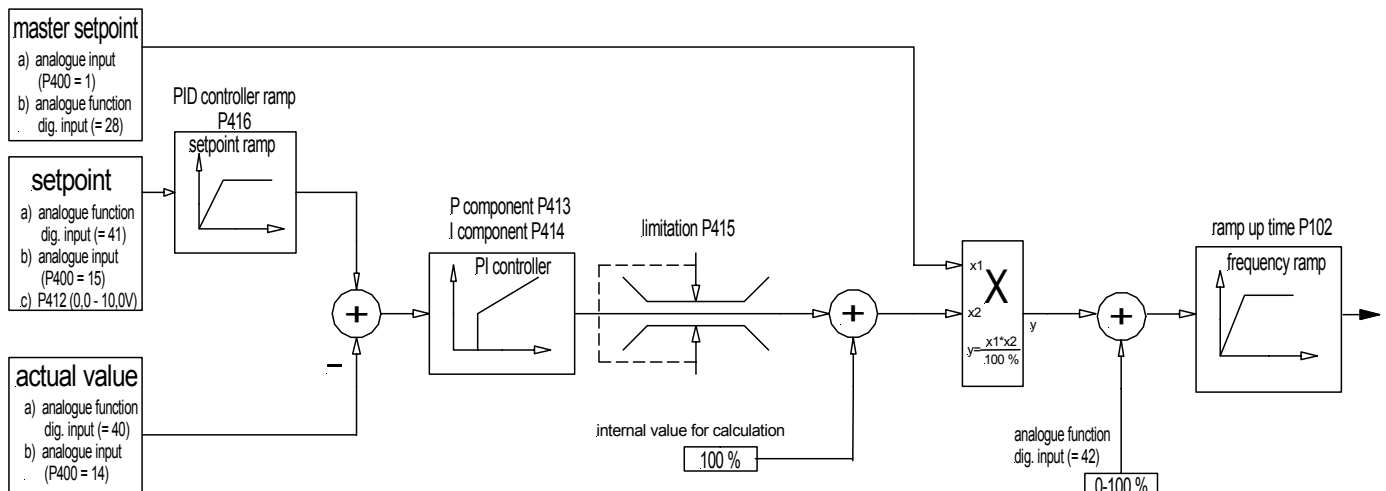 master setpoint
a) analogue input
(P400 = 1)
b) analogue function
dig. input (= 28)
setpoint
a) analogue function
dig. input (= 41)
b) analogue input
(P400 = 15)
c) P412 (0,0 - 10,0V)
actual value
a) analogue function
dig. input (= 40)
b) analogue input
(P400 = 14)
PID controller ramp
P416
setpoint ramp
+
–
P component P413
I component P414
PI controller
limitation P415
+
internal value for calculation
100 %
x1
X
x2
y=x1*x2
100 %
y
+
analogue function
dig. input (= 42)
0-100 %
ramp up time P102
frequency ramp